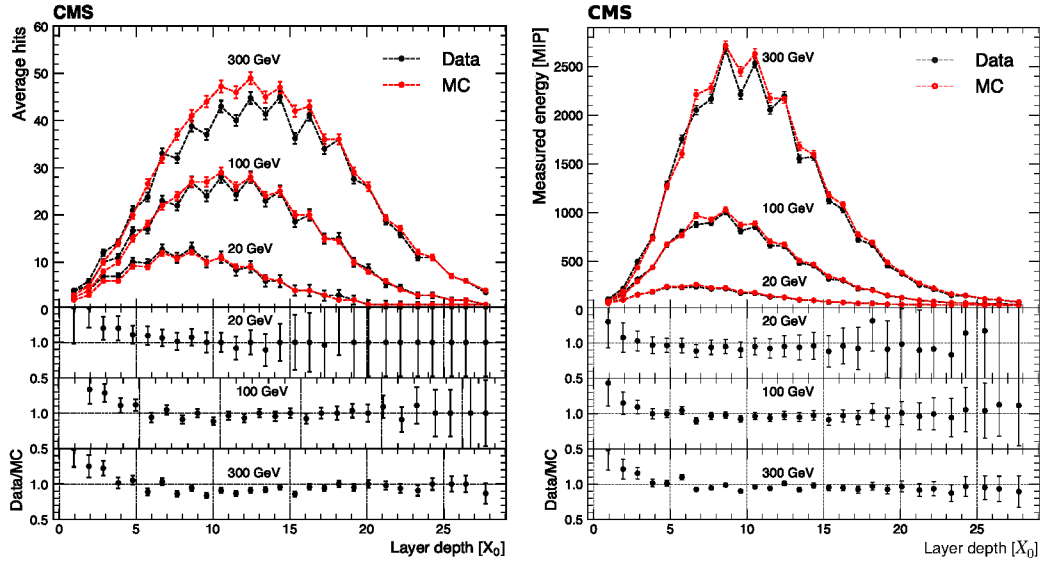 CMS
Average hits
60
50
40
30
20
10
0
300 GeV
100 GeV
20 GeV
Data
MC
20 GeV
1.0
0.5
100 GeV
1.0
0.5
300 GeV
1.0
0.5
Data/MC
0 5 10 15 20 25
Layer depth [X₀]
CMS
Measured energy [MIP]
2500
2000
1500
1000
500
0
300 GeV
100 GeV
20 GeV
Data
MC
20 GeV
1.0
0.5
100 GeV
1.0
0.5
300 GeV
1.0
0.5
Data/MC
0 5 10 15 20 25
Layer depth [X₀]